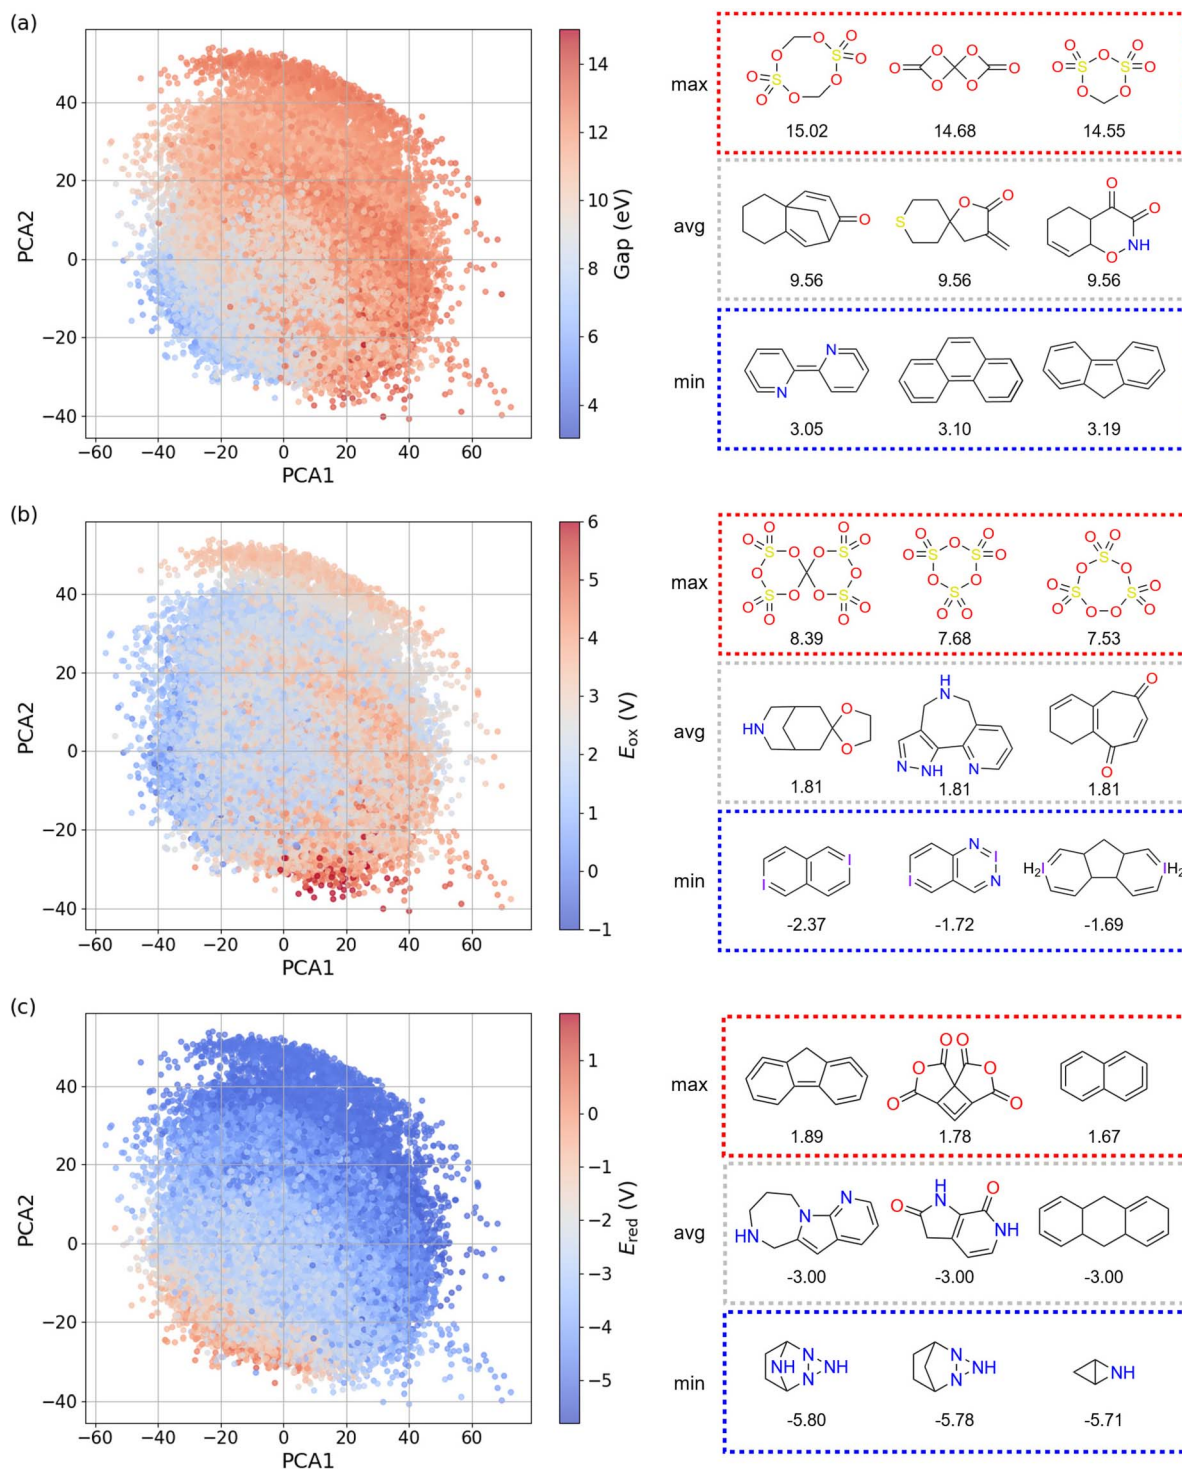 (a)
40
20
0
−20
−40
PCA2
−60 −40 −20 0 20 40 60
PCA1
14
12
10
8
6
4
Gap (eV)
max
15.02 14.68 14.55
avg
9.56 9.56 9.56
min
3.05 3.10 3.19
(b)
40
20
0
−20
−40
PCA2
−60 −40 −20 0 20 40 60
PCA1
6
5
4
3
2
1
0
−1
Eox (V)
max
8.39 7.68 7.53
avg
1.81 1.81 1.81
min
-2.37 -1.72 -1.69
(c)
40
20
0
−20
−40
PCA2
−60 −40 −20 0 20 40 60
PCA1
1
0
−1
−2
−3
−4
−5
Ered (V)
max
1.89 1.78 1.67
avg
-3.00 -3.00 -3.00
min
-5.80 -5.78 -5.71